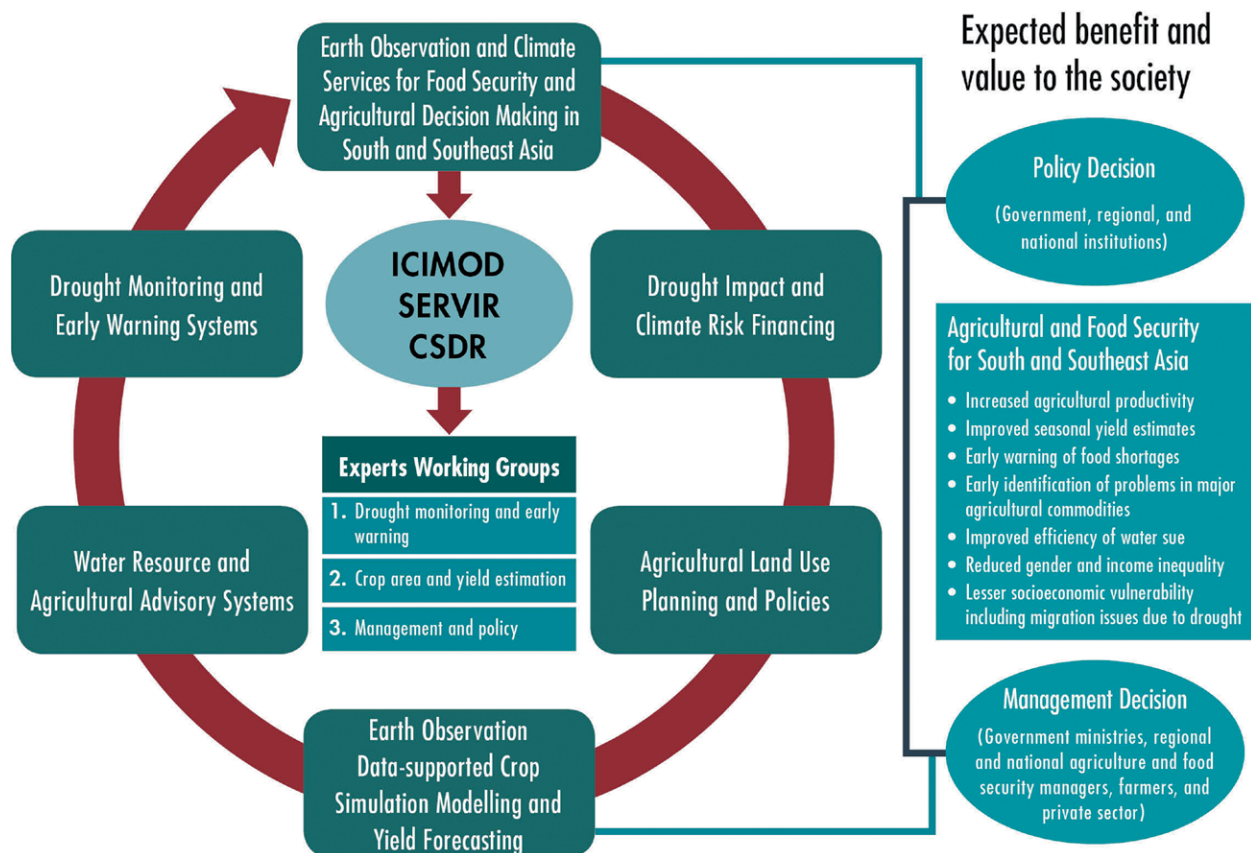 Earth Observation and Climate
Services for Food Security and
Agricultural Decision Making in
South and Southeast Asia
Expected benefit and
value to the society
Policy Decision
(Government, regional, and
national institutions)
Drought Monitoring and
Early Warning Systems
ICIMOD
SERVIR
CSDR
Drought Impact and
Climate Risk Financing
Agricultural and Food Security
for South and Southeast Asia
• Increased agricultural productivity
• Improved seasonal yield estimates
• Early warning of food shortages
• Early identification of problems in major
agricultural commodities
• Improved efficiency of water sue
• Reduced gender and income inequality
• Lesser socioeconomic vulnerability
including migration issues due to drought
Experts Working Groups
1. Drought monitoring and early
warning
2. Crop area and yield estimation
3. Management and policy
Water Resource and
Agricultural Advisory Systems
Agricultural Land Use
Planning and Policies
Earth Observation
Data-supported Crop
Simulation Modelling and
Yield Forecasting
Management Decision
(Government ministries, regional
and national agriculture and food
security managers, farmers, and
private sector)